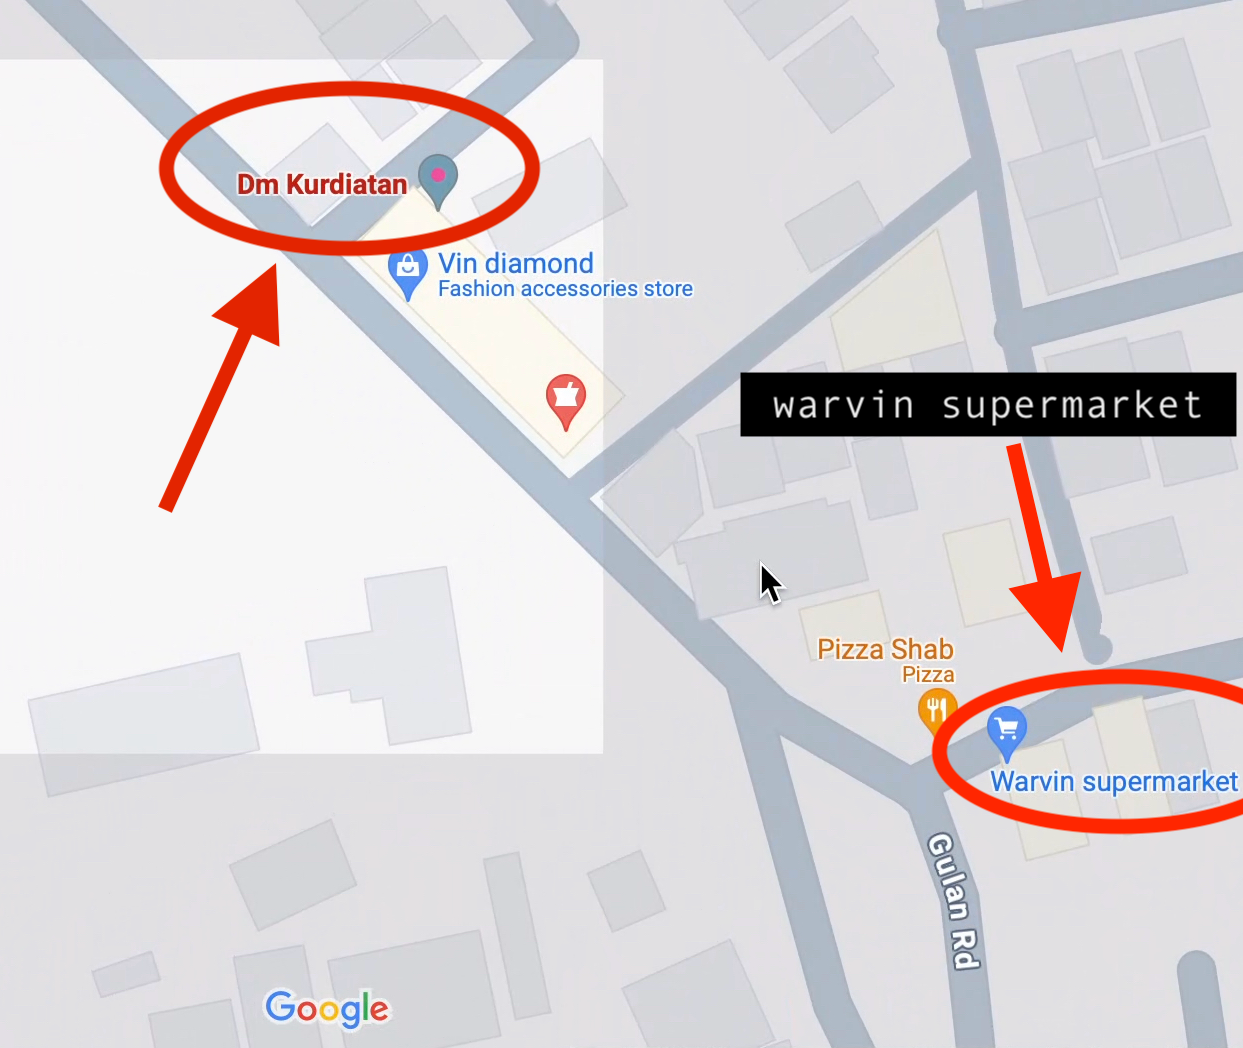 Dm Kurdiatan
Vin diamond
Fashion accessories store
warvin supermarket
Pizza Shab
Pizza
Warvin supermarket
Gulan Rd
Google